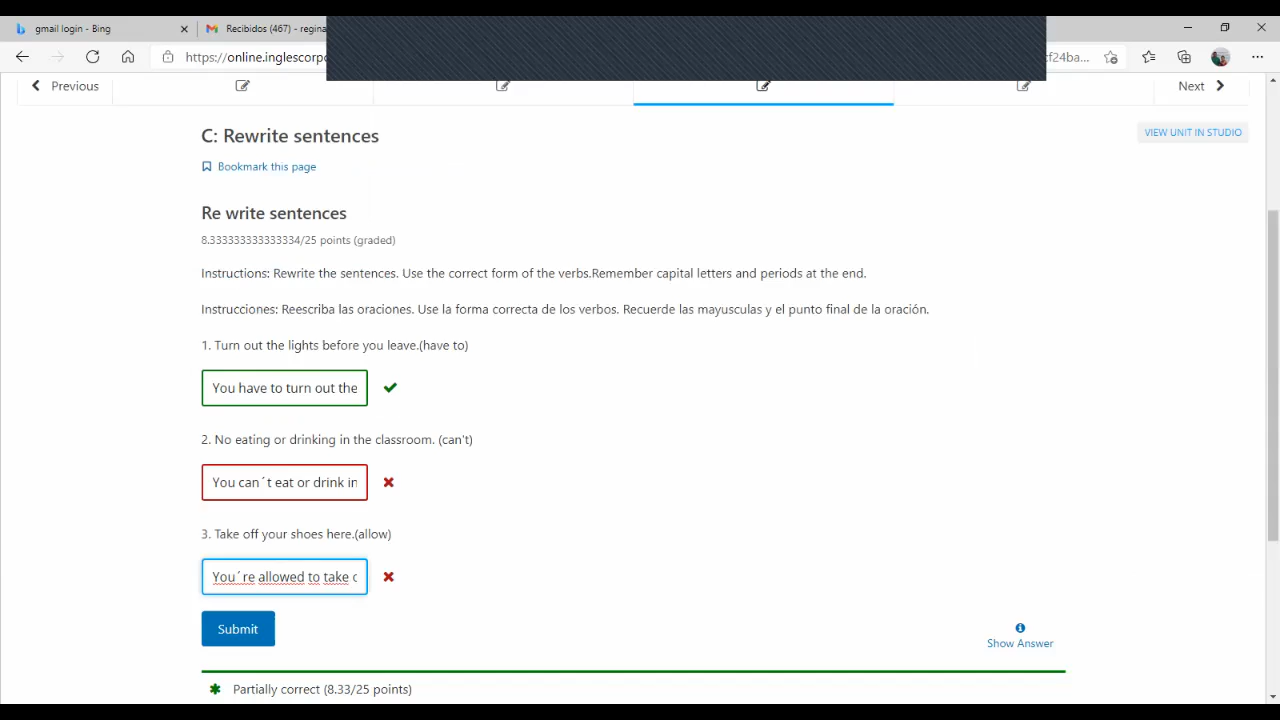 gmail login - Bing
Recibidos (467) - regina
https://online.inglescorpo
f24ba...
Previous
Next
C: Rewrite sentences
VIEW UNIT IN STUDIO
Bookmark this page
Re write sentences
8.333333333333334/25 points (graded)
Instructions: Rewrite the sentences. Use the correct form of the verbs.Remember capital letters and periods at the end.
Instrucciones: Reescriba las oraciones. Use la forma correcta de los verbos. Recuerde las mayusculas y el punto final de la oración.
1. Turn out the lights before you leave.(have to)
You have to turn out the
2. No eating or drinking in the classroom. (can't)
You can´t eat or drink in
3. Take off your shoes here.(allow)
You´re allowed to take o
Submit
Show Answer
Partially correct (8.33/25 points)